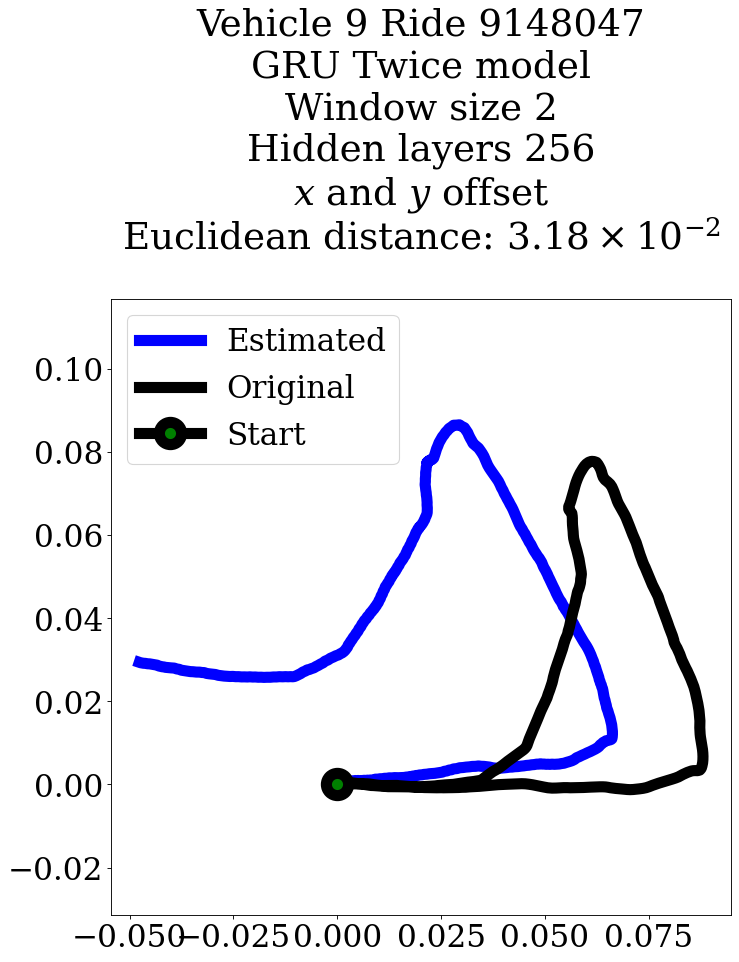 Vehicle 9 Ride 9148047
GRU Twice model
Window size 2
Hidden layers 256
x and y offset
Euclidean distance: 3.18 × 10⁻²
Estimated
Original
Start
0.10
0.08
0.06
0.04
0.02
0.00
−0.02
−0.050 −0.025 0.000 0.025 0.050 0.075